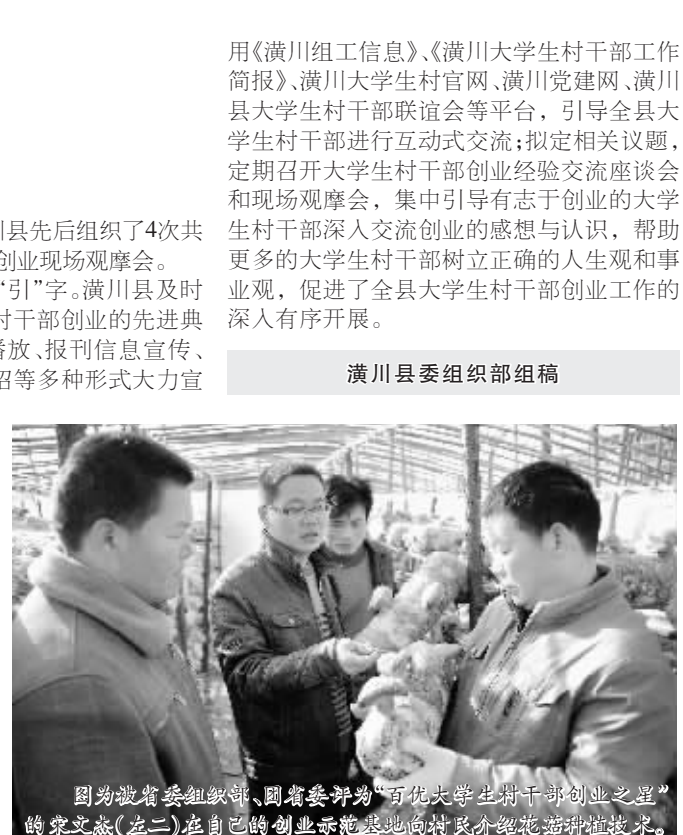 川县先后组织了4次共
创业现场观摩会。
“引”字。潢川县及时
村干部创业的先进典
播放、报刊信息宣传、
绍等多种形式大力宣
用《潢川组工信息》、《潢川大学生村干部工作
简报》、潢川大学生村官网、潢川党建网、潢川
县大学生村干部联谊会等平台，引导全县大
学生村干部进行互动式交流；拟定相关议题，
定期召开大学生村干部创业经验交流座谈会
和现场观摩会，集中引导有志于创业的大学
生村干部深入交流创业的感想与认识，帮助
更多的大学生村干部树立正确的人生观和事
业观，促进了全县大学生村干部创业工作的
深入有序开展。
潢川县委组织部组稿
图为被省委组织部、团省委评为“百优大学生村干部创业之星”
的宋文杰(左二)在自己的创业示范基地向村民介绍花菇种植技术。